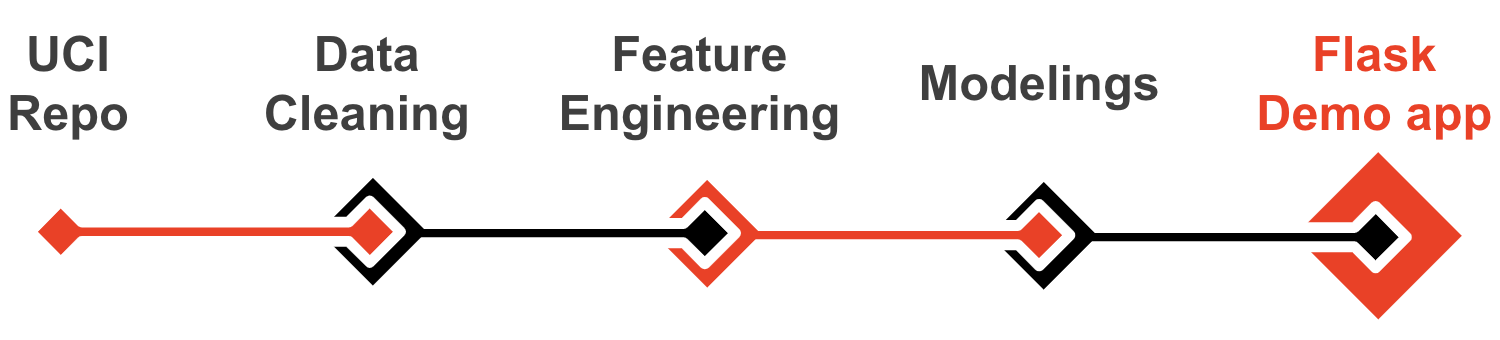 UCI
Repo
Data
Cleaning
Feature
Engineering
Modelings
Flask
Demo app